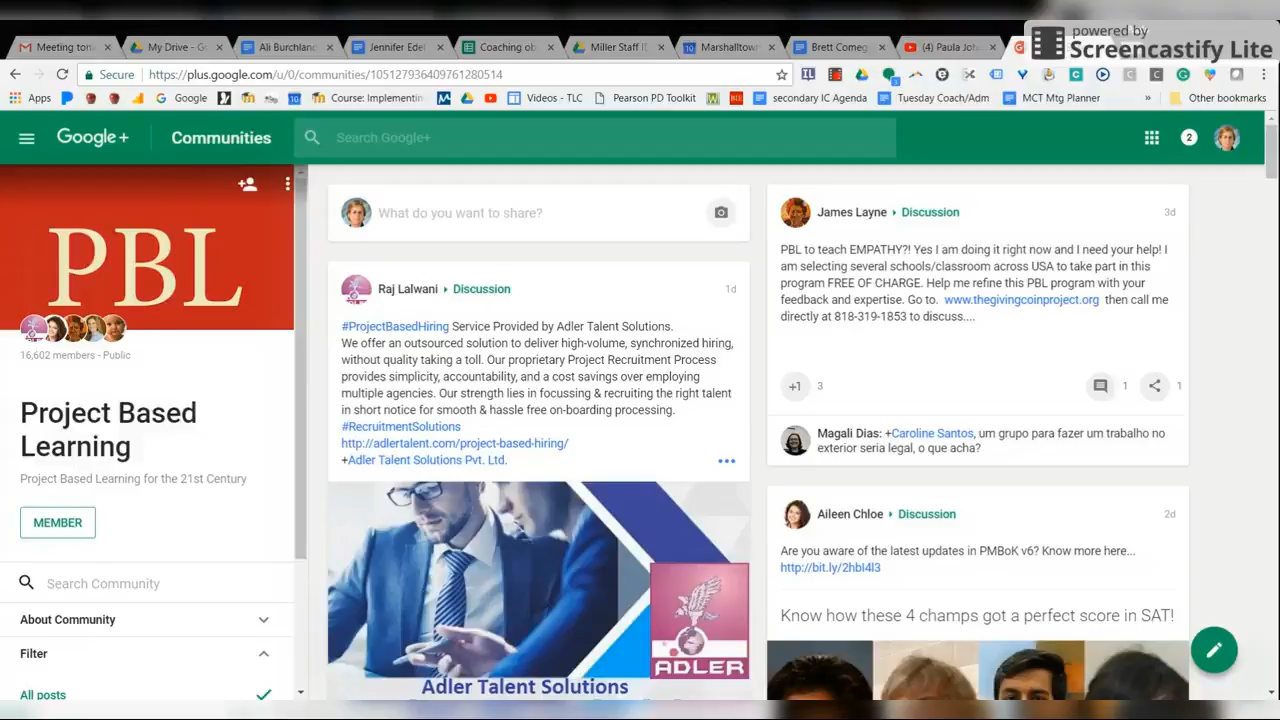 powered by
Screencastify Lite
Meeting ton
My Drive - G
Ali Burchlan
Jennifer Edel
Coaching ob
Miller Staff I
Marshalltow
Brett Comeg
(4) Paula Joh
Secure
https://plus.google.com/u/0/communities/105127936409761280514
Apps
Google
Course: Implementin
Videos - TLC
Pearson PD Toolkit
secondary IC Agenda
Tuesday Coach/Adm
MCT Mtg Planner
»
Other bookmarks
Google+
Communities
Search Google+
2
PBL
16,602 members - Public
Project Based
Learning
Project Based Learning for the 21st Century
MEMBER
Search Community
About Community
Filter
All posts
What do you want to share?
Raj Lalwani
Discussion
1d
#ProjectBasedHiring Service Provided by Adler Talent Solutions.
We offer an outsourced solution to deliver high-volume, synchronized hiring,
without quality taking a toll. Our proprietary Project Recruitment Process
provides simplicity, accountability, and a cost savings over employing
multiple agencies. Our strength lies in focussing & recruiting the right talent
in short notice for smooth & hassle free on-boarding processing.
#RecruitmentSolutions
http://adlertalent.com/project-based-hiring/
+Adler Talent Solutions Pvt. Ltd.
ADLER
Adler Talent Solutions
James Layne
Discussion
3d
PBL to teach EMPATHY?! Yes I am doing it right now and I need your help! I
am selecting several schools/classroom across USA to take part in this
program FREE OF CHARGE. Help me refine this PBL program with your
feedback and expertise. Go to. www.thegivingcoinproject.org then call me
directly at 818-319-1853 to discuss....
+1 3
1
1
Magali Dias: +Caroline Santos, um grupo para fazer um trabalho no
exterior seria legal, o que acha?
Aileen Chloe
Discussion
2d
Are you aware of the latest updates in PMBoK v6? Know more here...
http://bit.ly/2hbI4l3
Know how these 4 champs got a perfect score in SAT!